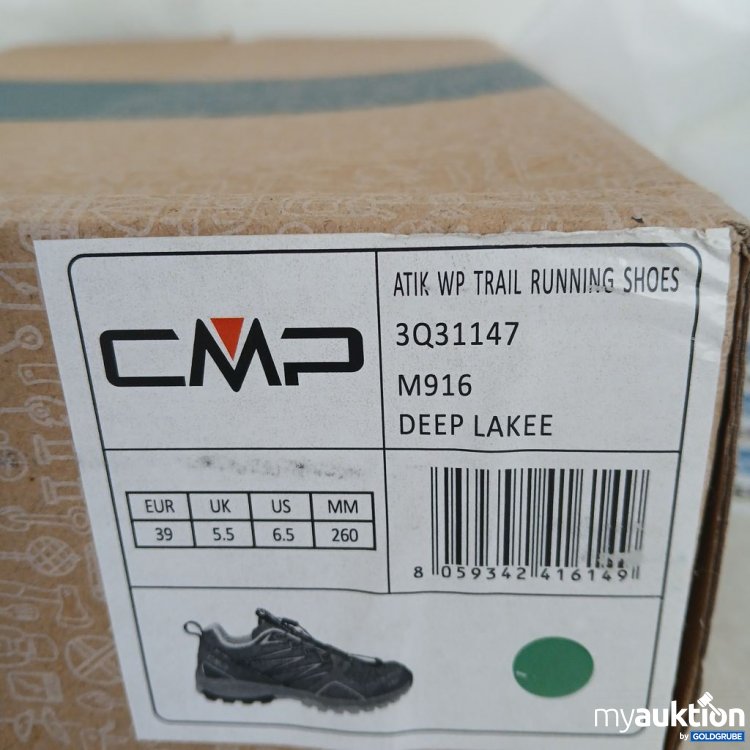 CMP
ATIK WP TRAIL RUNNING SHOES
3Q31147
M916
DEEP LAKEE
EUR UK US MM
39 5.5 6.5 260
8 059342 416149
myauktion
by GOLDGRUBE